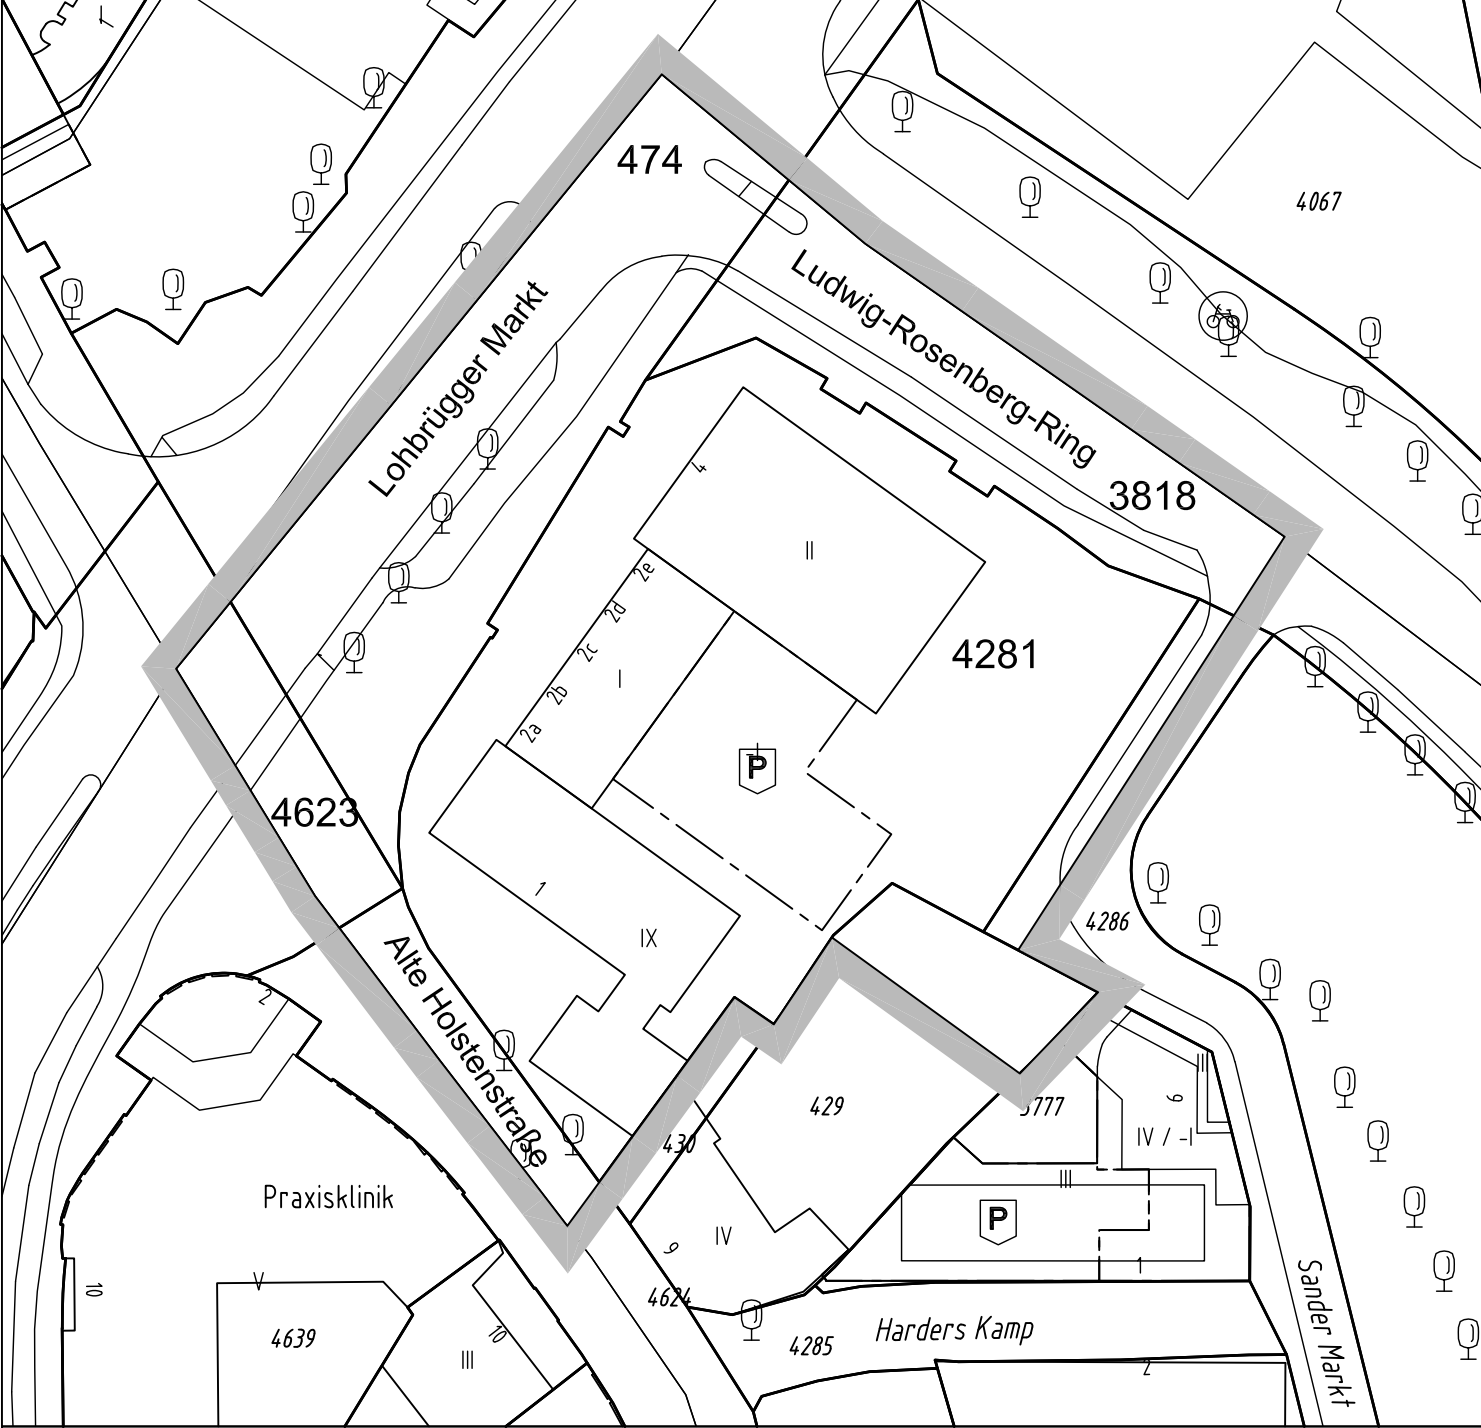 474
4067
Ludwig-Rosenberg-Ring
Lohbrügger Markt
4
3818
II
2e
2d
4281
2c
I
2b
2a
P
4623
1
4286
IX
Alte Holstenstraße
2
III
429
9
430
IV / -I
III
Praxisklinik
P
IV
9
1
10
V
4624
Sander Markt
4639
10
III
4285
Harders Kamp
2